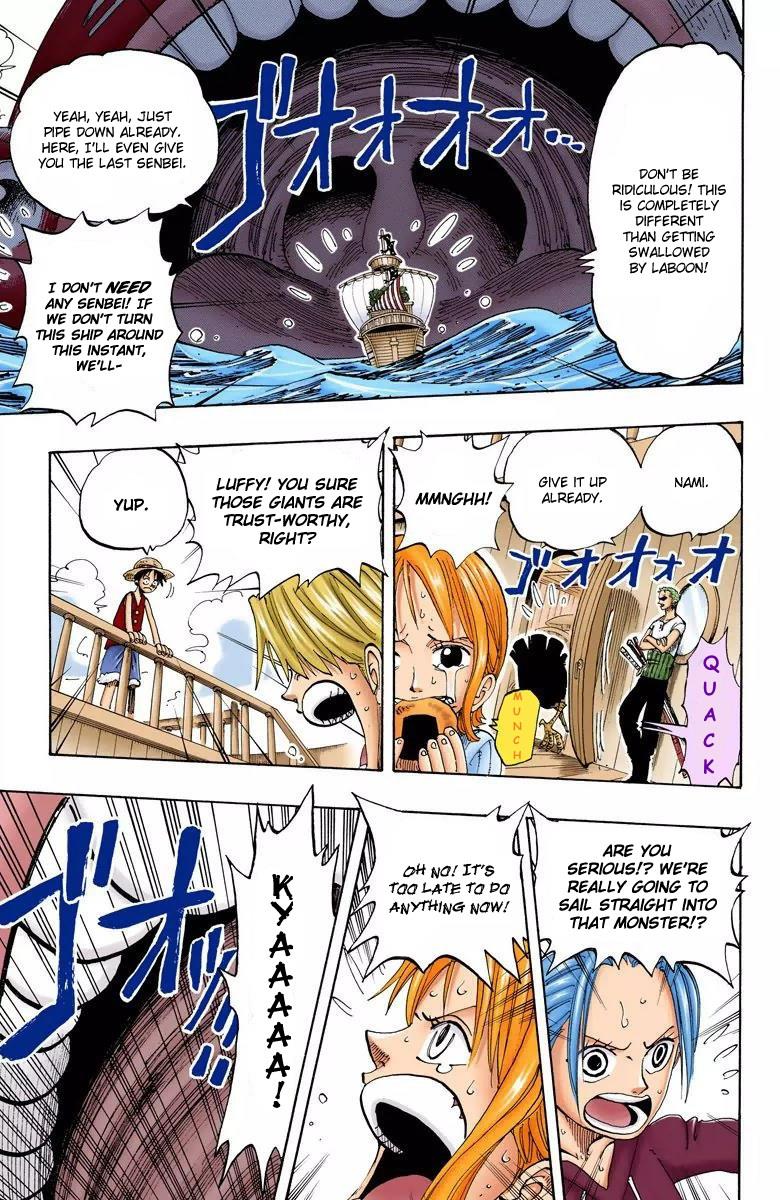 DON'T BE
RIDICULOUS! THIS
IS COMPLETELY
DIFFERENT
THAN GETTING
SWALLOWED
BY LABOON!
ゴオオオオ...
YEAH, YEAH, JUST
PIPE DOWN ALREADY.
HERE, I'LL EVEN GIVE
YOU THE LAST SENBEI.
I DON'T NEED
ANY SENBEI! IF
WE DON'T TURN
THIS SHIP AROUND
THIS INSTANT,
WE'LL-
NAMI.
GIVE IT UP
ALREADY.
MMNGHH!
ゴオオオオ
QUACK
MUNCH
LUFFY! YOU SURE
THOSE GIANTS ARE
TRUST-WORTHY,
RIGHT?
YUP.
ARE YOU
SERIOUS!? WE'RE
REALLY GOING TO
SAIL STRAIGHT INTO
THAT MONSTER!?
OH NO! IT'S
TOO LATE TO DO
ANYTHING NOW!
KYAAAAAA!
ゴオッ!!